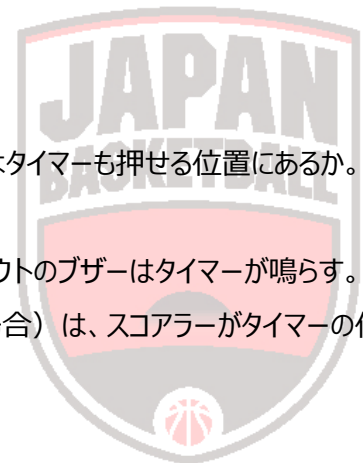 JAPAN
はタイマーも押せる位置にあるか。
BASKETBALL
ウトのブザーはタイマーが鳴らす。
合）は、スコアラーがタイマーの